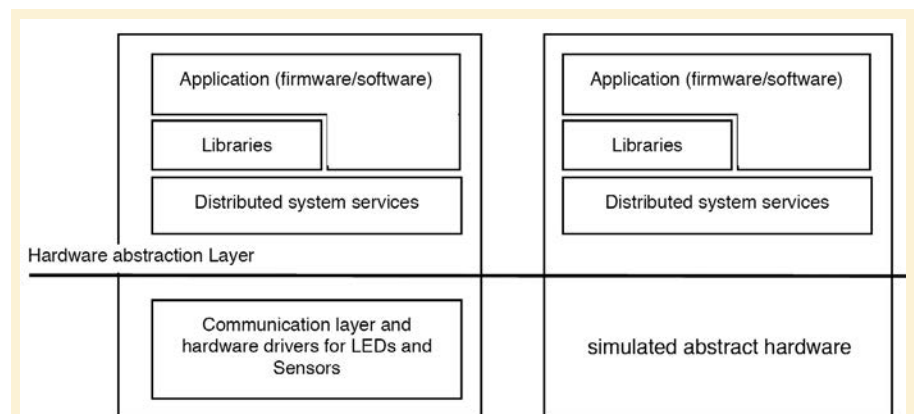 Application (firmware/software)
Libraries
Distributed system services
Application (firmware/software)
Libraries
Distributed system services
Hardware abstraction Layer
Communication layer and
hardware drivers for LEDs and
Sensors
simulated abstract hardware